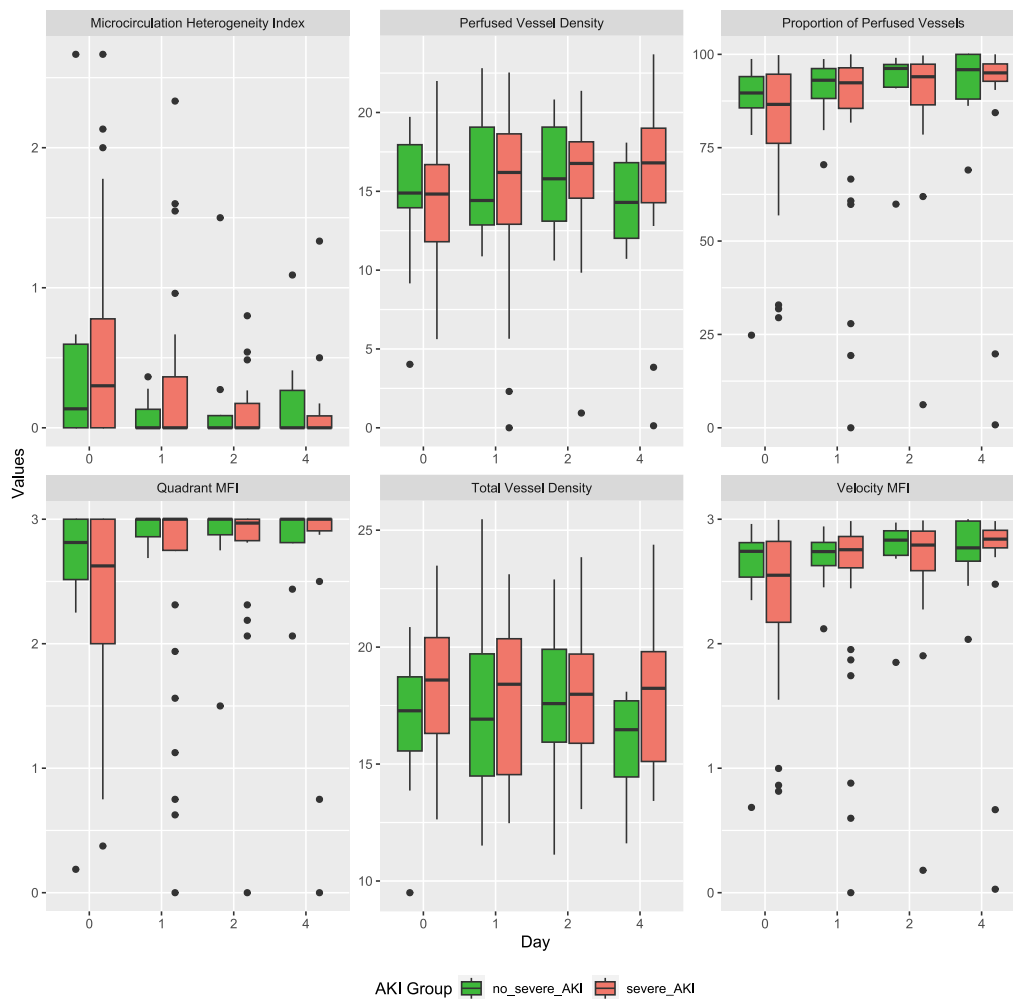 Microcirculation Heterogeneity Index
Perfused Vessel Density
Proportion of Perfused Vessels
2
1
0
20
15
10
5
0
100
75
50
25
0
0 1 2 4
0 1 2 4
0 1 2 4
Values
Quadrant MFI
Total Vessel Density
Velocity MFI
3
2
1
0
25
20
15
10
3
2
1
0
0 1 2 4
0 1 2 4
0 1 2 4
Day
AKI Group no_severe_AKI severe_AKI